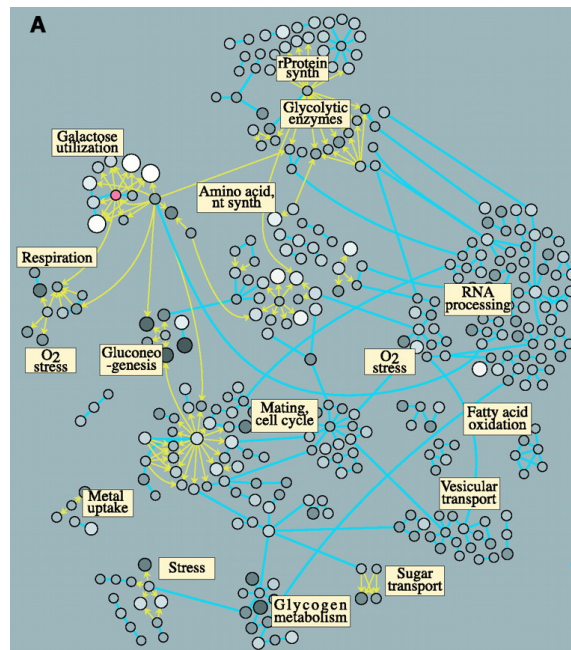 A
rProtein
synth
Glycolytic
enzymes
Galactose
utilization
Amino acid,
nt synth
Respiration
RNA
processing
O2
stress
Gluconeo
-genesis
O2
stress
Mating,
cell cycle
Fatty acid
oxidation
Metal
uptake
Vesicular
transport
Stress
Glycogen
metabolism
Sugar
transport